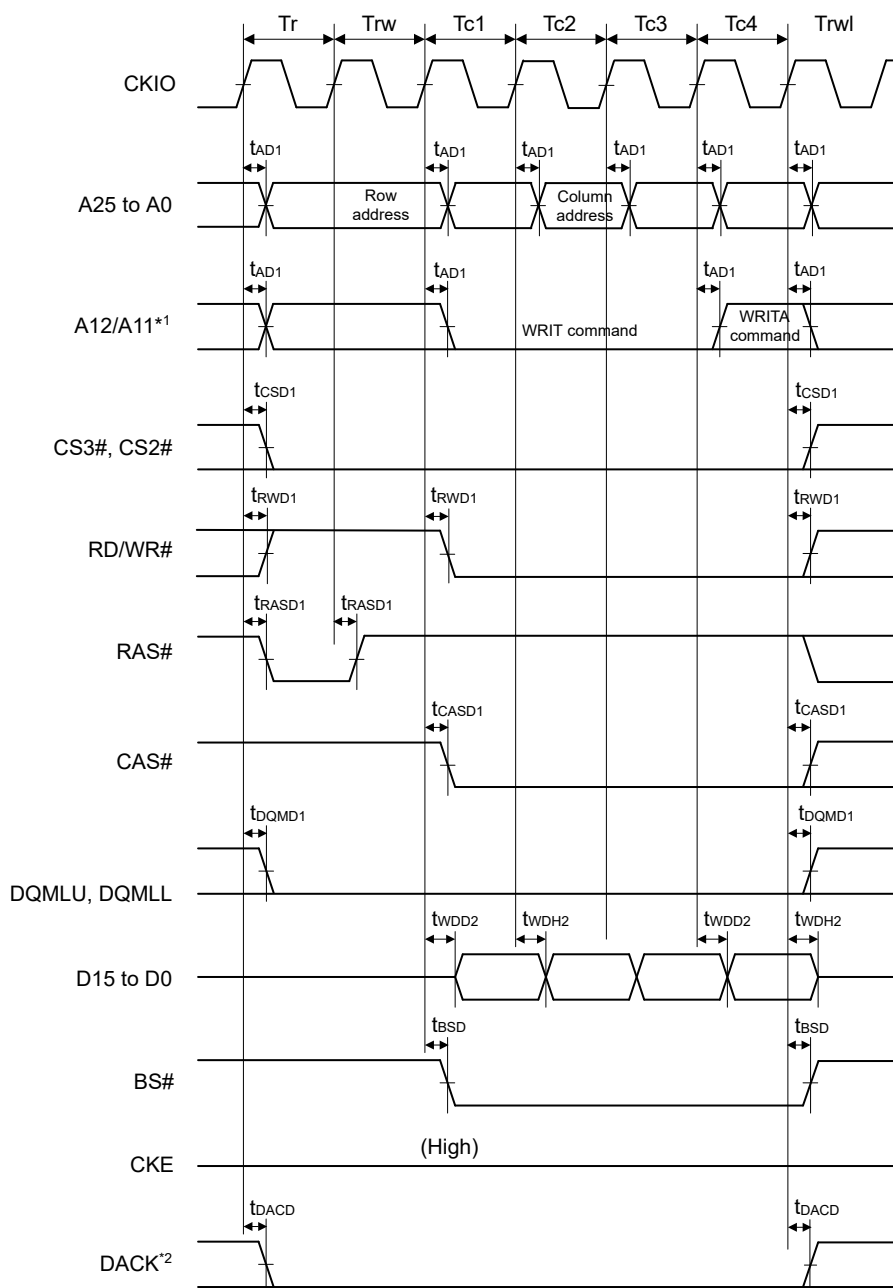 Tr Trw Tc1 Tc2 Tc3 Tc4 Trwl
CKIO
tAD1 tAD1 tAD1 tAD1 tAD1 tAD1
A25 to A0
Row
address
Column
address
tAD1 tAD1 tAD1 tAD1
A12/A11*1
WRIT command
WRITA
command
tCSD1 tCSD1
CS3#, CS2#
tRWD1 tRWD1 tRWD1
RD/WR#
tRASD1 tRASD1
RAS#
tCASD1 tCASD1
CAS#
tDQMD1 tDQMD1
DQMLU, DQMLL
tWDD2 tWDH2 tWDD2 tWDH2
D15 to D0
tBSD tBSD
BS#
(High)
CKE
tDACD tDACD
DACK*2